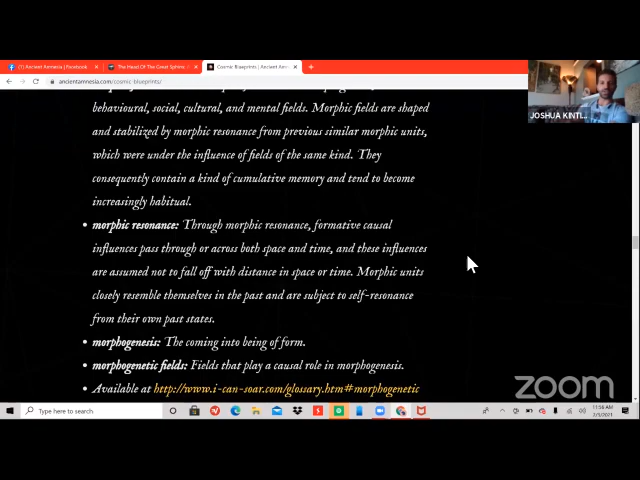 Ancient Amnesia | Facebook
The Head Of The Great Sphinx:
Cosmic Blueprints | Ancient Amn
ancientamnesia.com/cosmic-blueprints/
JOSHUA KINTI...
behavioural, social, cultural, and mental fields. Morphic fields are shaped
and stabilized by morphic resonance from previous similar morphic units,
which were under the influence of fields of the same kind. They
consequently contain a kind of cumulative memory and tend to become
increasingly habitual.
morphic resonance: Through morphic resonance, formative causal
influences pass through or across both space and time, and these influences
are assumed not to fall off with distance in space or time. Morphic units
closely resemble themselves in the past and are subject to self-resonance
from their own past states.
morphogenesis: The coming into being of form.
morphogenetic fields: Fields that play a causal role in morphogenesis.
Available at http://www.i-can-soar.com/glossary.htm#morphogenetic
zoom
Type here to search
11:56 AM
2/5/2021